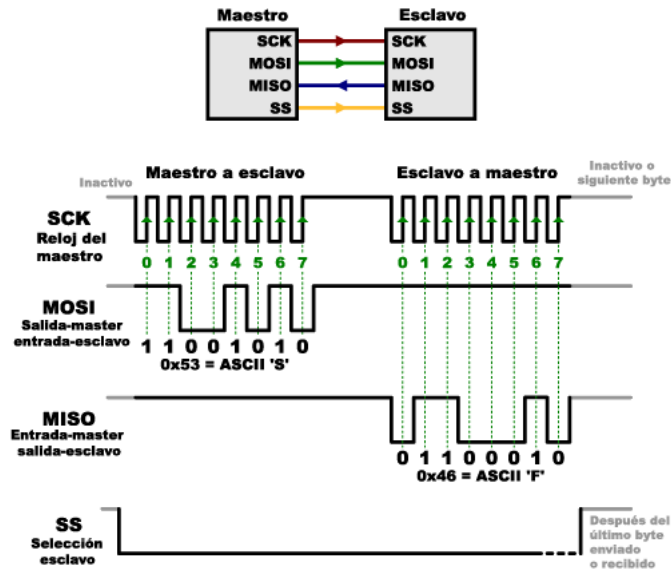 Maestro Esclavo
SCK SCK
MOSI MOSI
MISO MISO
SS SS
Maestro a esclavo
Esclavo a maestro
Inactivo
Inactivo o
siguiente byte
SCK
Reloj del
maestro
0 1 2 3 4 5 6 7
0 1 2 3 4 5 6 7
MOSI
Salida-master
entrada-esclavo
1 1 0 0 1 0 1 0
0x53 = ASCII 'S'
MISO
Entrada-master
salida-esclavo
0 1 1 0 0 0 1 0
0x46 = ASCII 'F'
SS
Selección
esclavo
Después del
último byte
enviado
o recibido